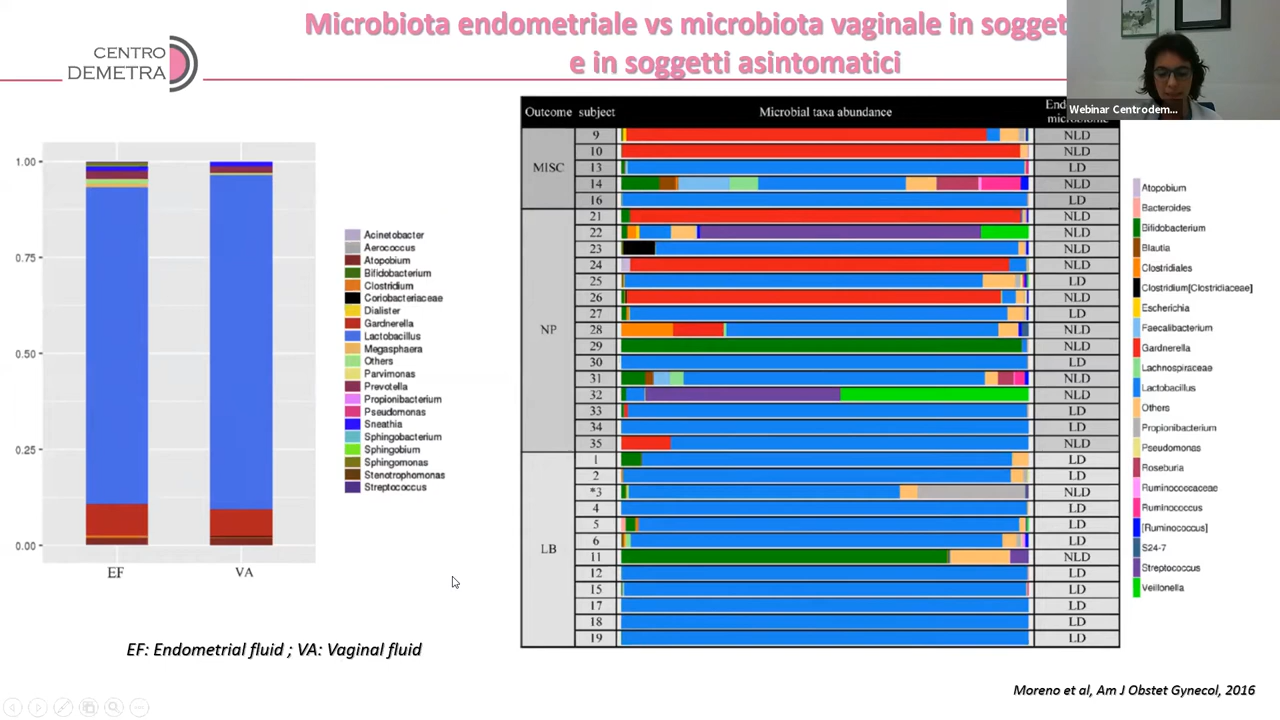 Microbiota endometriale vs microbiota vaginale in
e in soggetti asintomatici
CENTRO
DEMETRA
Webinar Centrodem...
1.00
0.75
0.50
0.25
0.00
EF
VA
Acinetobacter
Aerococcus
Atopobium
Bifidobacterium
Clostridium
Coriobacteriaceae
Dialister
Gardnerella
Lactobacillus
Megasphaera
Others
Parvimonas
Prevotella
Propionibacterium
Pseudomonas
Sneathia
Sphingobacterium
Sphingobium
Sphingomonas
Stenotrophomonas
Streptococcus
EF: Endometrial fluid ; VA: Vaginal fluid
Outcome subject Microbial taxa abundance
MISC
9 NLD
10 NLD
13 LD
14 NLD
16 LD
NP
21 NLD
22 NLD
23 NLD
24 NLD
25 LD
26 NLD
27 LD
28 NLD
29 NLD
30 LD
31 NLD
32 NLD
33 LD
34 LD
35 NLD
LB
1 LD
2 LD
*3 NLD
4 LD
5 LD
6 LD
11 NLD
12 LD
15 LD
17 LD
18 LD
19 LD
Atopobium
Bacteroides
Bifidobacterium
Blautia
Clostridiales
Clostridium[Clostridiaceae]
Escherichia
Faecalibacterium
Gardnerella
Lachnospiraceae
Lactobacillus
Others
Propionibacterium
Pseudomonas
Roseburia
Ruminococcaceae
Ruminococcus
[Ruminococcus]
S24-7
Streptococcus
Veillonella
Moreno et al, Am J Obstet Gynecol, 2016